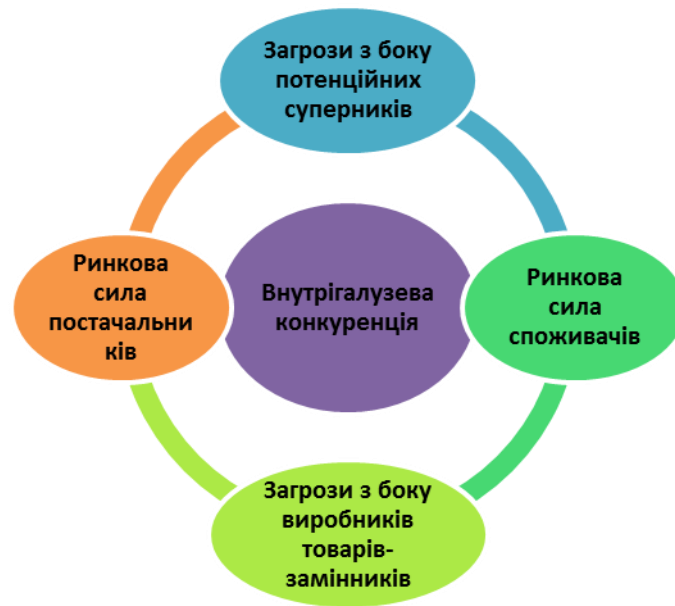 Загрози з боку
потенційних
суперників
Ринкова
сила
постачальни
ків
Внутрігалузева
конкуренція
Ринкова
сила
споживачів
Загрози з боку
виробників
товарів-
замінників